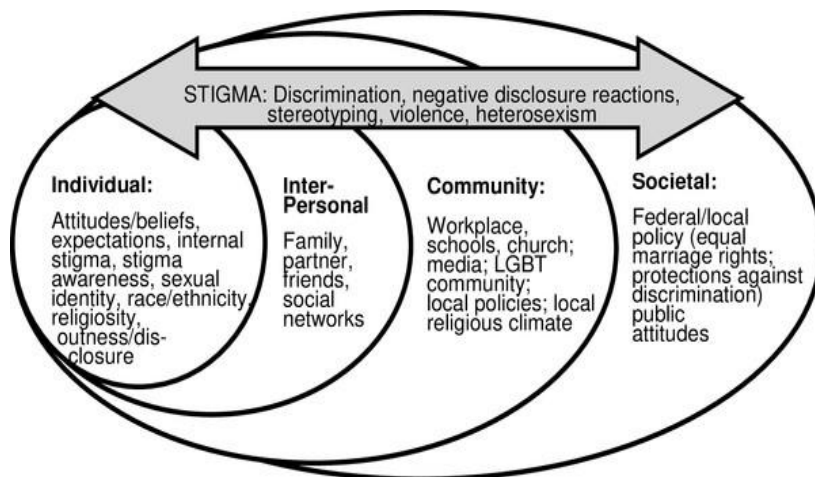 STIGMA: Discrimination, negative disclosure reactions,
stereotyping, violence, heterosexism
Individual:
Attitudes/beliefs,
expectations, internal
stigma, stigma
awareness, sexual
identity, race/ethnicity,
religiosity,
outness/dis-
closure
Inter-
Personal
Family,
partner,
friends,
social
networks
Community:
Workplace,
schools, church;
media; LGBT
community;
local policies; local
religious climate
Societal:
Federal/local
policy (equal
marriage rights;
protections against
discrimination)
public
attitudes